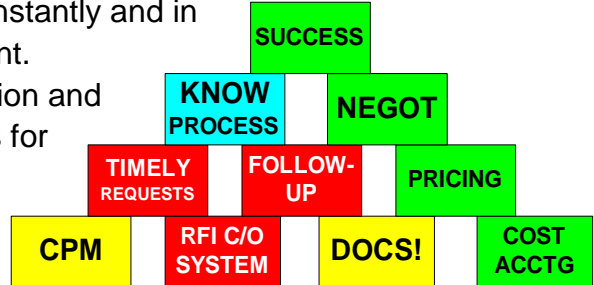 nstantly and in
nt.
ion and
for
SUCCESS
KNOW
PROCESS
NEGOT
TIMELY
REQUESTS
FOLLOW-
UP
PRICING
CPM
RFI C/O
SYSTEM
DOCS!
COST
ACCTG